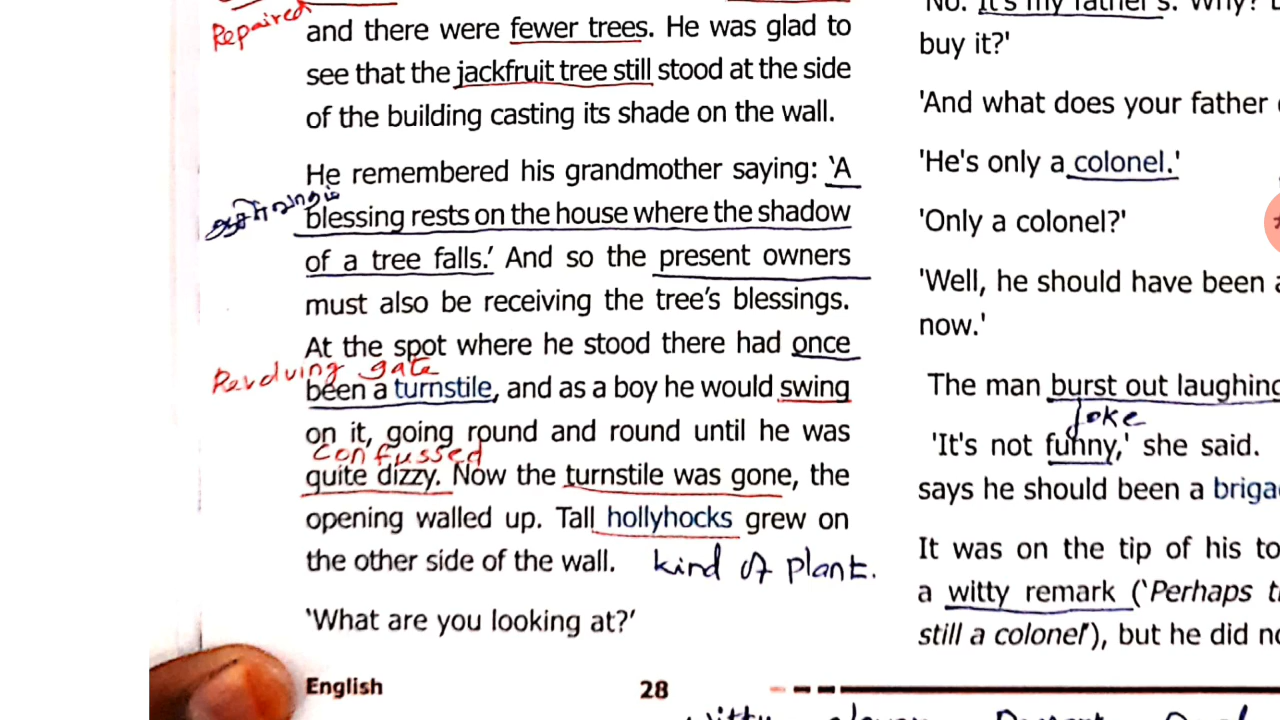 Repaired
and there were fewer trees. He was glad to
see that the jackfruit tree still stood at the side
of the building casting its shade on the wall.
He remembered his grandmother saying: 'A
blessing rests on the house where the shadow
of a tree falls.' And so the present owners
must also be receiving the tree's blessings.
At the spot where he stood there had once
Revolving gate
been a turnstile, and as a boy he would swing
on it, going round and round until he was
confussed
quite dizzy. Now the turnstile was gone, the
opening walled up. Tall hollyhocks grew on
the other side of the wall. kind of plant.
'What are you looking at?'
English 28
buy it?'
'And what does your father
'He's only a colonel.'
'Only a colonel?'
'Well, he should have been
now.'
The man burst out laughing
Joke
'It's not funny,' she said.
says he should been a
It was on the tip of his
a witty remark ('Perhaps
still a colonel'), but he did